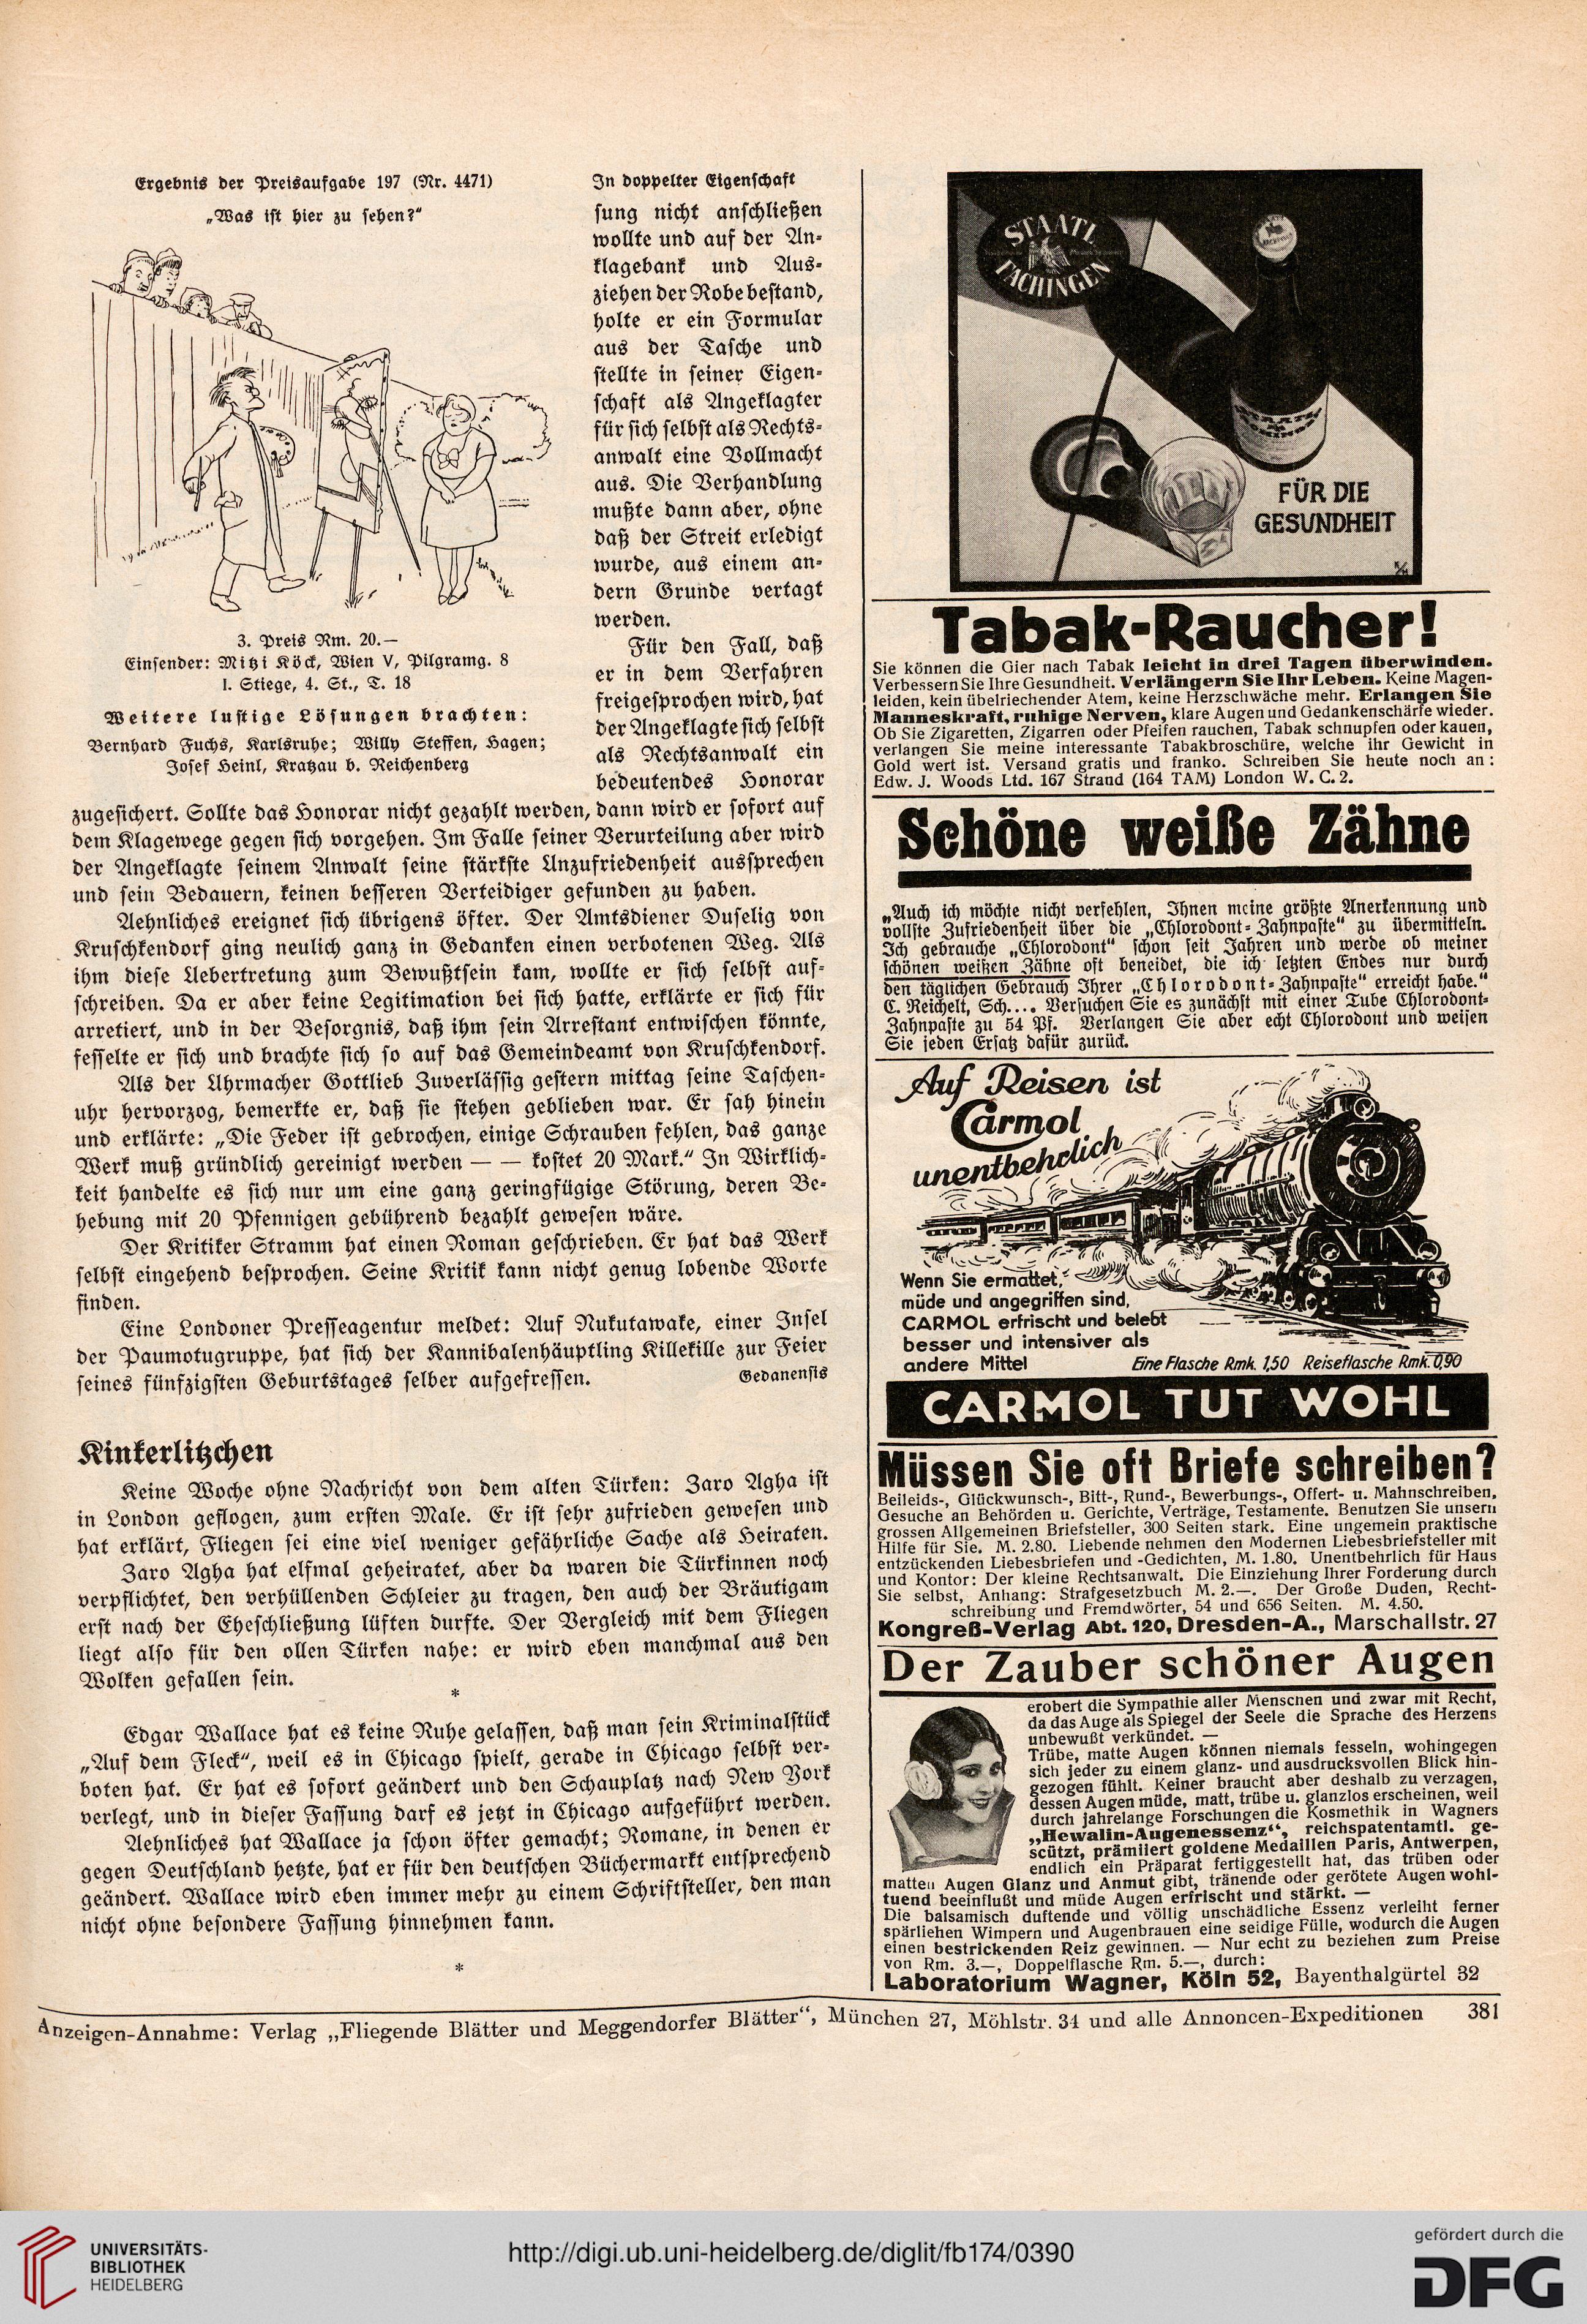 Ergebnis der Preisaufgabe 197 (Nr. 4471)
„Was ist hier zu sehen?“
3. Preis Rm. 20.—
Einsender: Mitzi Köck, Wien V, Pilgramg. 8
1. Stiege, 4. St., T. 18
Weitere lustige Lösungen brachten:
Bernhard Fuchs, Karlsruhe; Willy Steffen, Hagen;
Josef Heinl, Kratzau b. Reichenberg
In doppelter Eigenschaft
sung nicht anschließen
wollte und auf der An-
klagebank und Aus-
ziehen der Robe bestand,
holte er ein Formular
aus der Tasche und
stellte in seiner Eigen-
schaft als Angeklagter
für sich selbst als Rechts-
anwalt eine Vollmacht
aus. Die Verhandlung
mußte dann aber, ohne
daß der Streit erledigt
wurde, aus einem an-
dern Grunde vertagt
werden.
Für den Fall, daß
er in dem Verfahren
freigesprochen wird, hat
der Angeklagte sich selbst
als Rechtsanwalt ein
bedeutendes Honorar
zugesichert. Sollte das Honorar nicht gezahlt werden, dann wird er sofort auf
dem Klagewege gegen sich vorgehen. Im Falle seiner Verurteilung aber wird
der Angeklagte seinem Anwalt seine stärkste Unzufriedenheit aussprechen
und sein Bedauern, keinen besseren Verteidiger gefunden zu haben.
Aehnliches ereignet sich übrigens öfter. Der Amtsdiener Duselig von
Kruschkendorf ging neulich ganz in Gedanken einen verbotenen Weg. Als
ihm diese Uebertretung zum Bewußtsein kam, wollte er sich selbst auf-
schreiben. Da er aber keine Legitimation bei sich hatte, erklärte er sich für
arretiert, und in der Besorgnis, daß ihm sein Arrestant entwischen könnte,
fesselte er sich und brachte sich so auf das Gemeindeamt von Kruschkendorf.
Als der Uhrmacher Gottlieb Zuverlässig gestern mittag seine Taschen-
uhr hervorzog, bemerkte er, daß sie stehen geblieben war. Er sah hinein
und erklärte: „Die Feder ist gebrochen, einige Schrauben fehlen, das ganze
Werk muß gründlich gereinigt werden — — kostet 20 Mark.“ In Wirklich-
keit handelte es sich nur um eine ganz geringfügige Störung, deren Be-
hebung mit 20 Pfennigen gebührend bezahlt gewesen wäre.
Der Kritiker Stramm hat einen Roman geschrieben. Er hat das Werk
selbst eingehend besprochen. Seine Kritik kann nicht genug lobende Worte
finden.
Eine Londoner Presseagentur meldet: Auf Nukutawake, einer Insel
der Paumotugruppe, hat sich der Kannibalenhäuptling Killekille zur Feier
seines fünfzigsten Geburtstages selber aufgefressen. Gedanensis
Kinkerlitzchen
Keine Woche ohne Nachricht von dem alten Türken: Zaro Agha ist
in London geflogen, zum ersten Male. Er ist sehr zufrieden gewesen und
hat erklärt, Fliegen sei eine viel weniger gefährliche Sache als Heiraten.
Zaro Agha hat elfmal geheiratet, aber da waren die Türkinnen noch
verpflichtet, den verhüllenden Schleier zu tragen, den auch der Bräutigam
erst nach der Eheschließung lüften durfte. Der Vergleich mit dem Fliegen
liegt also für den ollen Türken nahe: er wird eben manchmal aus den
Wolken gefallen sein.
*
Edgar Wallace hat es keine Ruhe gelassen, daß man sein Kriminalstück
„Auf dem Fleck“, weil es in Chicago spielt, gerade in Chicago selbst ver-
boten hat. Er hat es sofort geändert und den Schauplatz nach New York
verlegt, und in dieser Fassung darf es jetzt in Chicago aufgeführt werden.
Aehnliches hat Wallace ja schon öfter gemacht; Romane, in denen er
gegen Deutschland hetzte, hat er für den deutschen Büchermarkt entsprechend
geändert. Wallace wird eben immer mehr zu einem Schriftsteller, den man
nicht ohne besondere Fassung hinnehmen kann.
*
STAATL.
FACHINGEN
FÜR DIE
GESUNDHEIT
Tabak-Raucher!
Sie können die Gier nach Tabak leicht in drei Tagen überwinden.
Verbessern Sie Ihre Gesundheit. Verlängern Sie Ihr Leben. Keine Magen-
leiden, kein übelriechender Atem, keine Herzschwäche mehr. Erlangen Sie
Manneskraft, ruhige Nerven, klare Augen und Gedankenschärfe wieder.
Ob Sie Zigaretten, Zigarren oder Pfeifen rauchen, Tabak schnupfen oder kauen,
verlangen Sie meine interessante Tabakbroschüre, welche ihr Gewicht in
Gold wert ist. Versand gratis und franko. Schreiben Sie heute noch an:
Edw. J. Woods Ltd. 167 Strand (164 TAM) London W. C. 2.
Schöne weiße Zähne
„Auch ich möchte nicht verfehlen, Ihnen meine größte Anerkennung und
vollste Zufriedenheit über die „Chlorodont-Zahnpaste“ zu übermitteln.
Ich gebrauche „Chlorodont“ schon seit Jahren und werde ob meiner
schönen weißen Zähne oft beneidet, die ich letzten Endes nur durch
den täglichen Gebrauch Ihrer „Chlorodont-Zahnpaste“ erreicht habe.“
C. Reichelt, Sch.... Versuchen Sie es zunächst mit einer Tube Chlorodont-
Zahnpaste zu 54 Pf. Verlangen Sie aber echt Chlorodont und weisen
Sie jeden Ersatz dafür zurück.
Auf Reisen ist
Carmol
unentbehrlich
Wenn Sie ermattet,
müde und angegriffen sind,
CARMOL erfrischt und belebt
besser und intensiver als
andere Mittel
Eine Flasche Rmk. 1,50 Reiseflasche Rmk. 0,90
CARMOL TUT WOHL
Müssen Sie oft Briefe schreiben?
Beileids-, Glückwunsch-, Bitt-, Rund-, Bewerbungs-, Offert- u. Mahnschreiben,
Gesuche an Behörden u. Gerichte, Verträge, Testamente. Benutzen Sie unsern
grossen Allgemeinen Briefsteller, 300 Seiten stark. Eine ungemein praktische
Hilfe für Sie. M. 2.80. Liebende nehmen den Modernen Liebesbriefsteller mit
entzückenden Liebesbriefen und -Gedichten, M. 1.80. Unentbehrlich für Haus
und Kontor: Der kleine Rechtsanwalt. Die Einziehung Ihrer Forderung durch
Sie selbst, Anhang: Strafgesetzbuch M. 2.—. Der Große Duden, Recht-
schreibung und Fremdwörter, 54 und 656 Seiten. M. 4.50.
Kongreß-Verlag Abt. 120, Dresden-A., Marschallstr. 27
Der Zauber schöner Augen
erobert die Sympathie aller Menschen und zwar mit Recht,
da das Auge als Spiegel der Seele die Sprache des Herzens
unbewußt verkündet. —
Trübe, matte Augen können niemals fesseln, wohingegen
sich jeder zu einem glanz- und ausdrucksvollen Blick hin-
gezogen fühlt. Keiner braucht aber deshalb zu verzagen,
dessen Augen müde, matt, trübe u. glanzlos erscheinen, weil
durch jahrelange Forschungen die Kosmethik in Wagners
„Hewalin-Augenessenz“, reichspatentamtl. ge-
scützt, prämiiert goldene Medaillen Paris, Antwerpen,
endlich ein Präparat fertiggestellt hat, das trüben oder
matten Augen Glanz und Anmut gibt, tränende oder gerötete Augen wohl-
tuend beeinflußt und müde Augen erfrischt und stärkt. —
Die balsamisch duftende und völlig unschädliche Essenz verleiht ferner
spärliehen Wimpern und Augenbrauen eine seidige Fülle, wodurch die Augen
einen bestrickenden Reiz gewinnen. — Nur echt zu beziehen zum Preise
von Rm. 3.—, Doppelflasche Rm. 5.—, durch:
Laboratorium Wagner, Köln 52, Bayenthalgürtel 32
Anzeigen-Annahme: Verlag „Fliegende Blätter und Meggendorfer Blätter“, München 27, Möhlstr. 34 und alle Annoncen-Expeditionen 381
UNIVERSITÄTS-
BIBLIOTHEK
HEIDELBERG
http://digi.ub.uni-heidelberg.de/diglit/fb174/0390
gefördert durch die
DFG